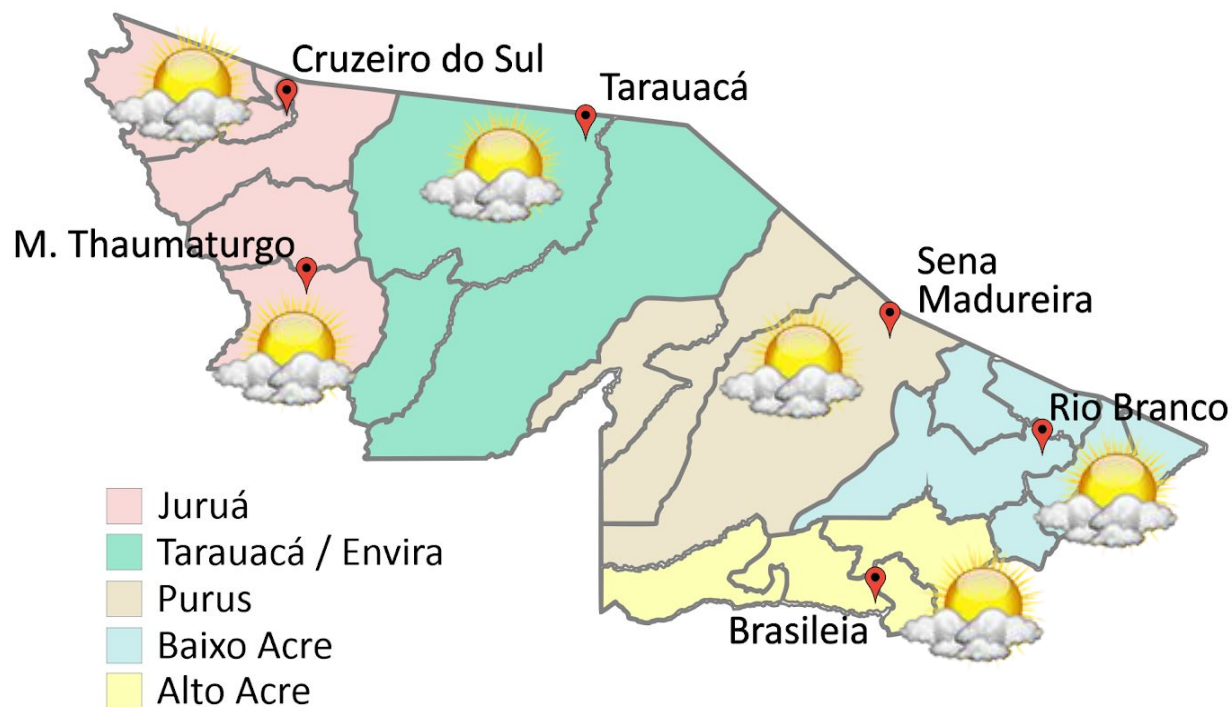 Cruzeiro do Sul
Tarauacá
M. Thaumaturgo
Sena
Madureira
Rio Branco
Brasileia
Juruá
Tarauacá / Envira
Purus
Baixo Acre
Alto Acre